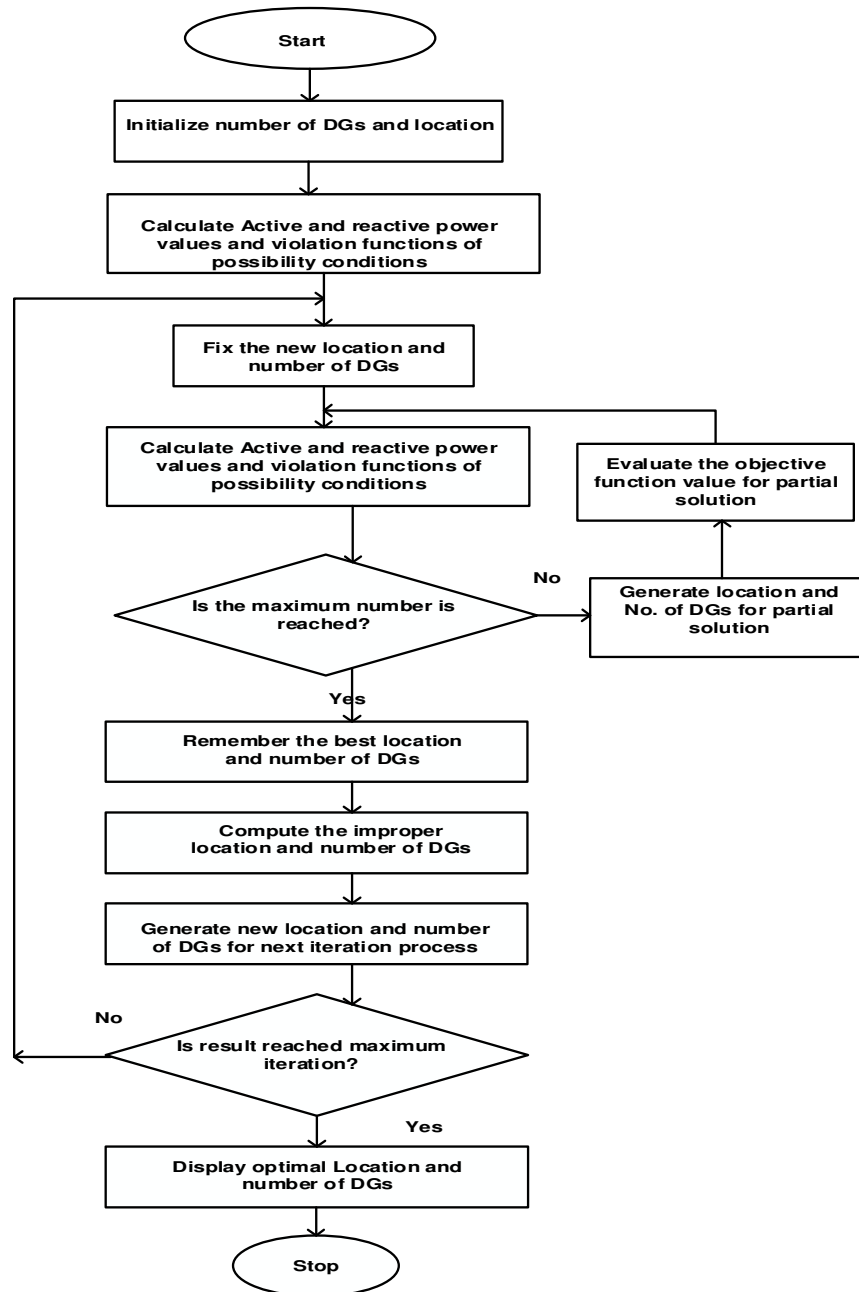 Start
Initialize number of DGs and location
Calculate Active and reactive power
values and violation functions of
possibility conditions
Fix the new location and
number of DGs
Calculate Active and reactive power
values and violation functions of
possibility conditions
Evaluate the objective
function value for partial
solution
Is the maximum number is
reached?
No
Generate location and
No. of DGs for partial
solution
Yes
Remember the best location
and number of DGs
Compute the improper
location and number of DGs
Generate new location and number
of DGs for next iteration process
No
Is result reached maximum
iteration?
Yes
Display optimal Location and
number of DGs
Stop